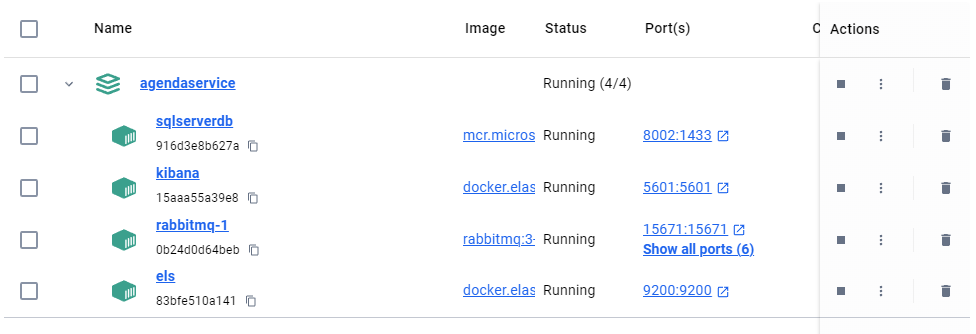 Name Image Status Port(s) C Actions
agendaservice Running (4/4)
sqlserverdb
916d3e8b627a mcr.micros Running 8002:1433
kibana
15aaa55a39e8 docker.elas Running 5601:5601
rabbitmq-1
0b24d0d64beb rabbitmq:3- Running 15671:15671
Show all ports (6)
els
83bfe510a141 docker.elas Running 9200:9200